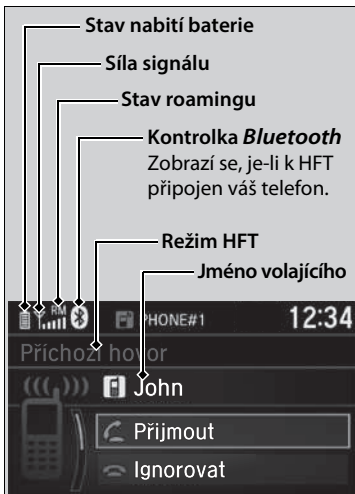 Stav nabití baterie
Síla signálu
Stav roamingu
Kontrolka Bluetooth
Zobrazí se, je-li k HFT
připojen váš telefon.
Režim HFT
Jméno volajícího
RM PHONE#1 12:34
Příchozí hovor
John
Přijmout
Ignorovat